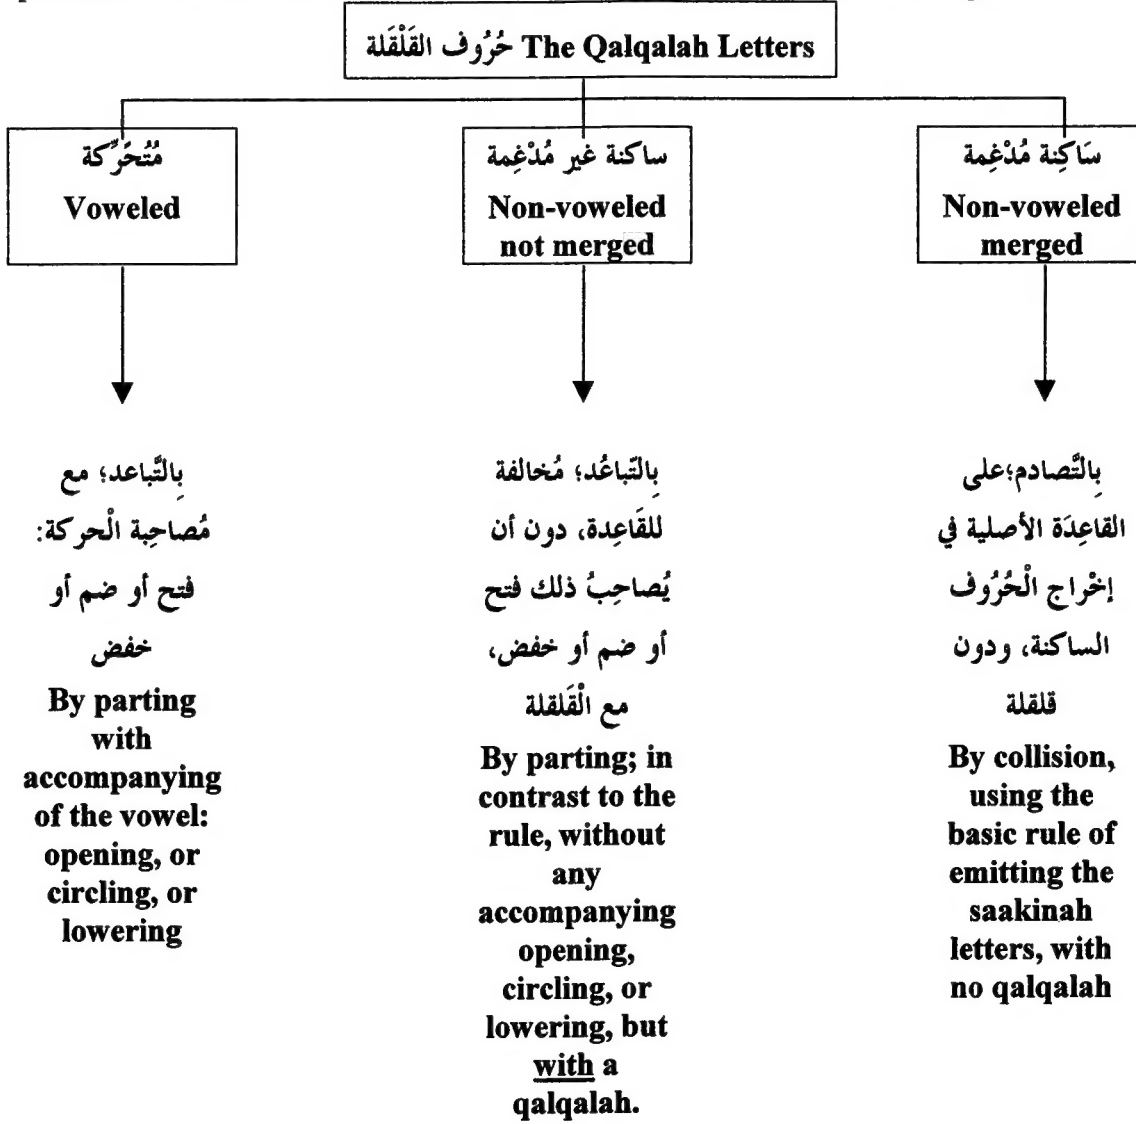 حُرُوف القَلْقَلة The Qalqalah Letters
مُتُحَرِّكة
Voweled
ساكنة غير مُدْغِمة
Non-voweled
not merged
سَاكِنة مُدْغِمة
Non-voweled
merged
بِالتَّباعد؛ مع
مُصاحِبة الْحركة:
فتح أو ضم أو
خفض
By parting
with
accompanying
of the vowel:
opening, or
circling, or
lowering
بِالتّباعُد؛ مُخالفة
للقَاعِدة، دون أن
يُصاحِبُ ذلك فتح
أو ضم أو خفض،
مع الْقَلقلة
By parting; in
contrast to the
rule, without
any
accompanying
opening,
circling, or
lowering, but
with a
qalqalah.
بِالتَّصادم؛على
القاعِدَة الأصلية في
إخْراج الْحُرُوف
الساكنة، ودون
قلقلة
By collision,
using the
basic rule of
emitting the
saakinah
letters, with
no qalqalah